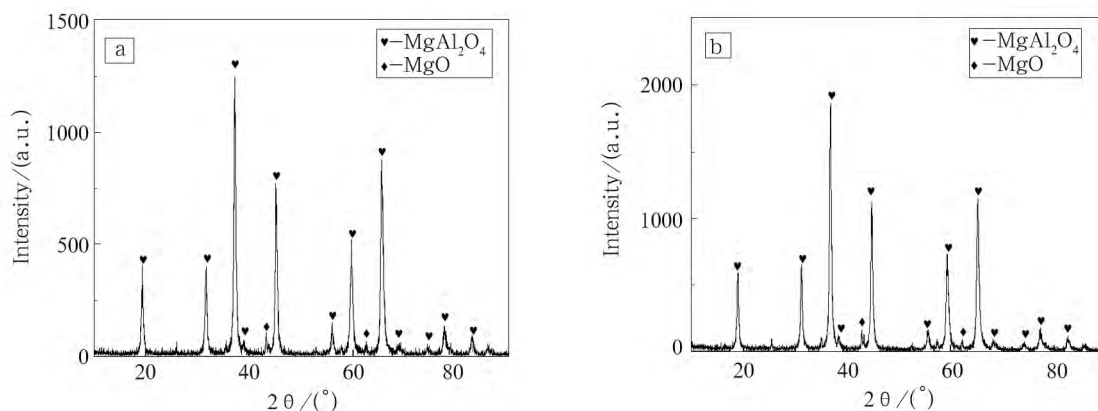 1500
1000
500
0
20
40
60
80
Intensity/(a.u.)
2θ/(°)
a
♥—MgAl₂O₄
♦—MgO
2000
1000
0
20
40
60
80
Intensity/(a.u.)
2θ/(°)
b
♥—MgAl₂O₄
♦—MgO